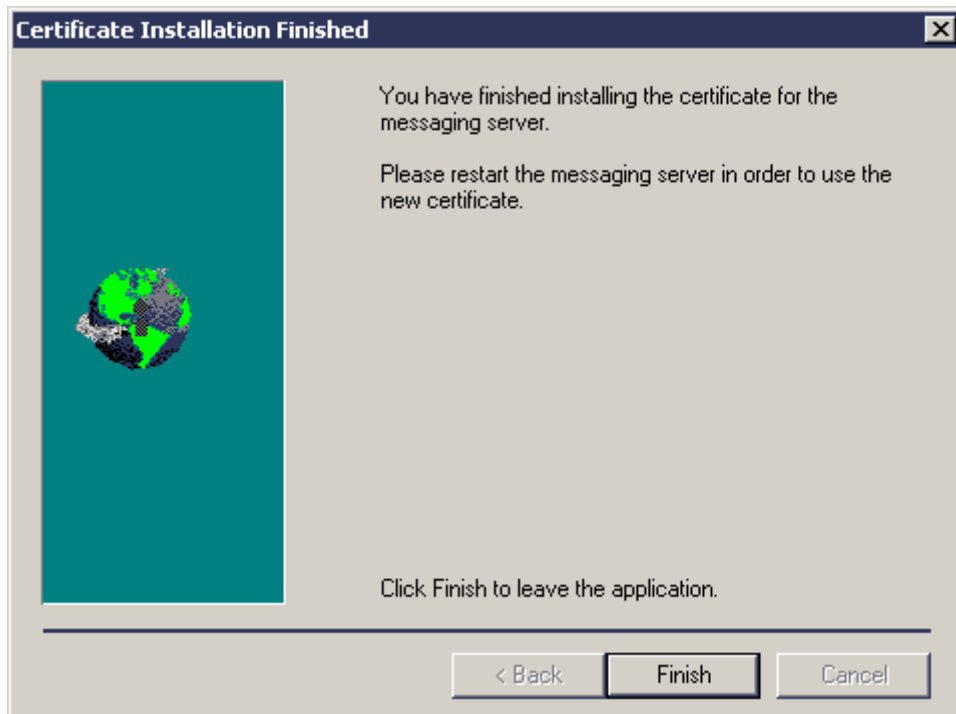 Certificate Installation Finished
You have finished installing the certificate for the
messaging server.
Please restart the messaging server in order to use the
new certificate.
Click Finish to leave the application.
< Back
Finish
Cancel